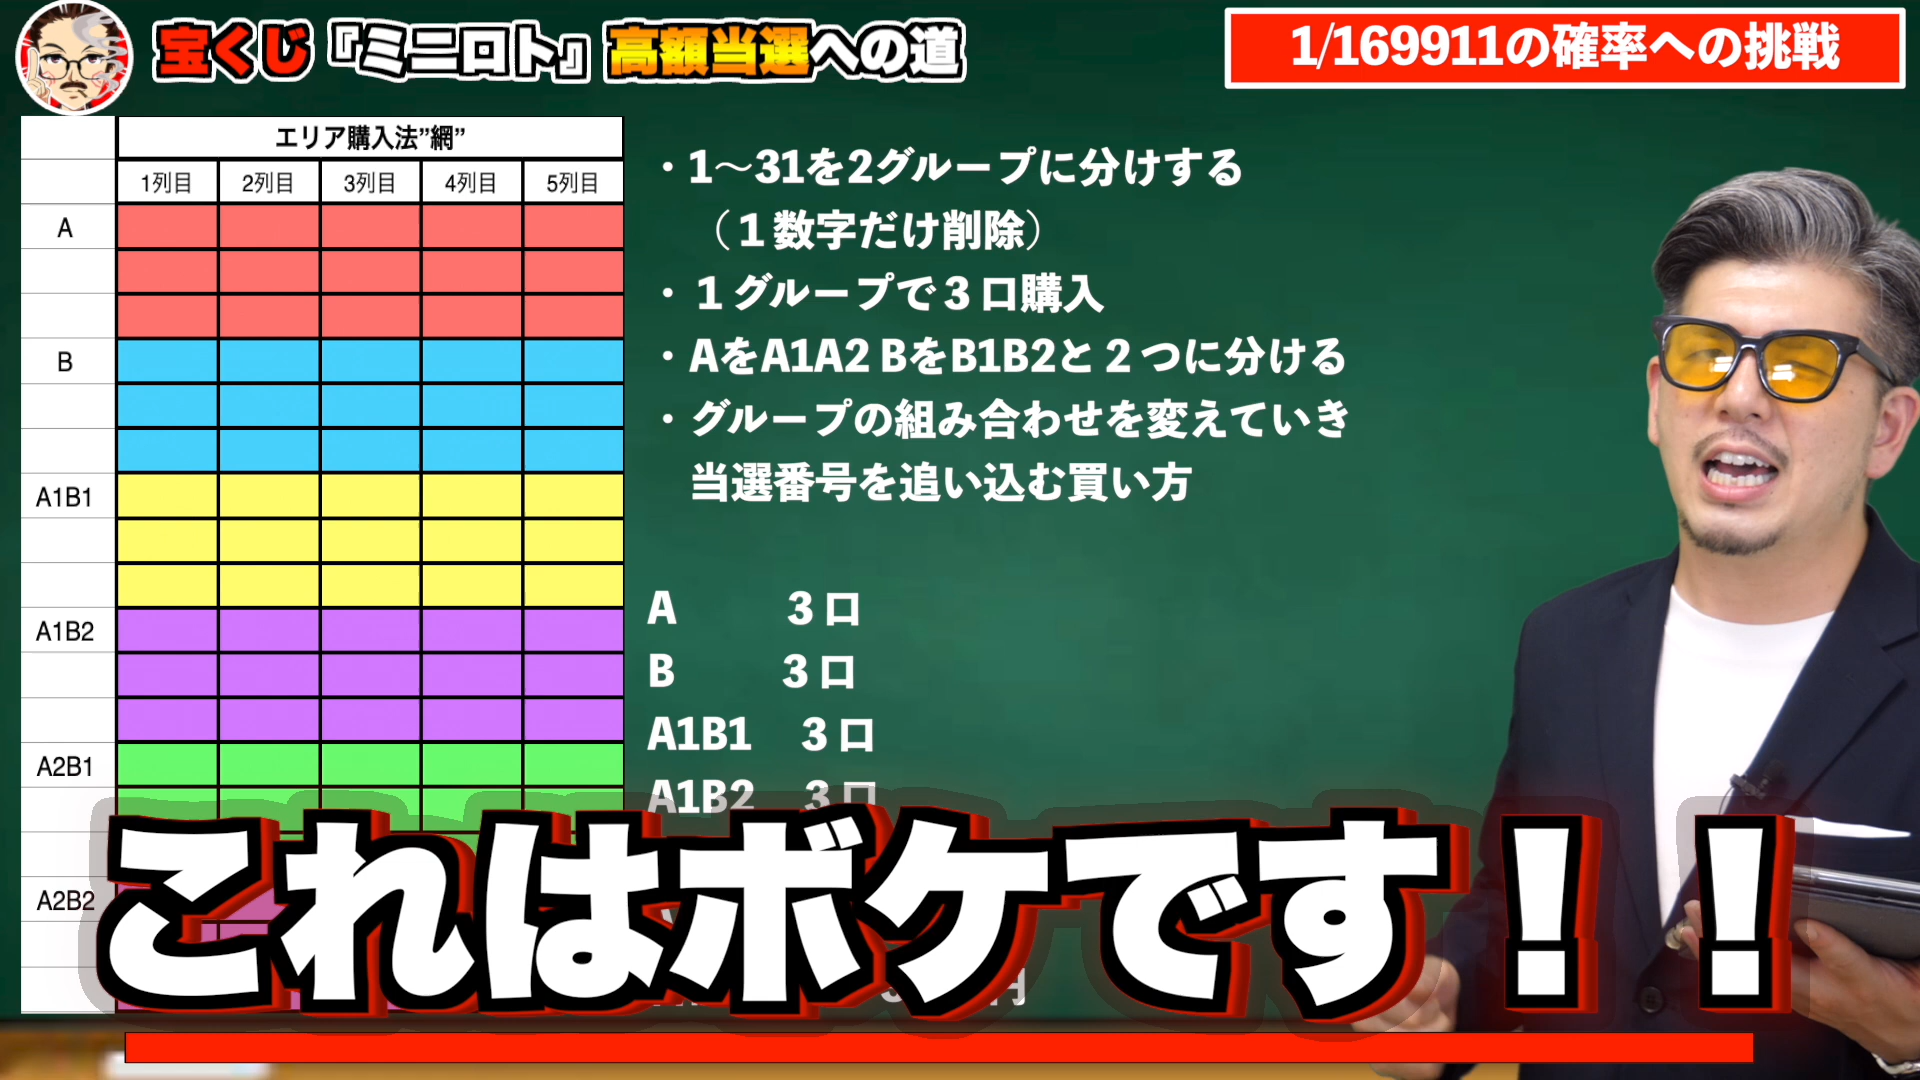 宝くじ『ミニロト』高額当選への道
1/169911の確率への挑戦
エリア購入法”網”
1列目 2列目 3列目 4列目 5列目
A
B
A1B1
A1B2
A2B1
A2B2
・1〜31を2グループに分けする
（１数字だけ削除）
・１グループで３口購入
・AをA1A2 BをB1B2と２つに分ける
・グループの組み合わせを変えていき
当選番号を追い込む買い方
A ３口
B ３口
A1B1 ３口
A1B2 ３口
これはボケです！！